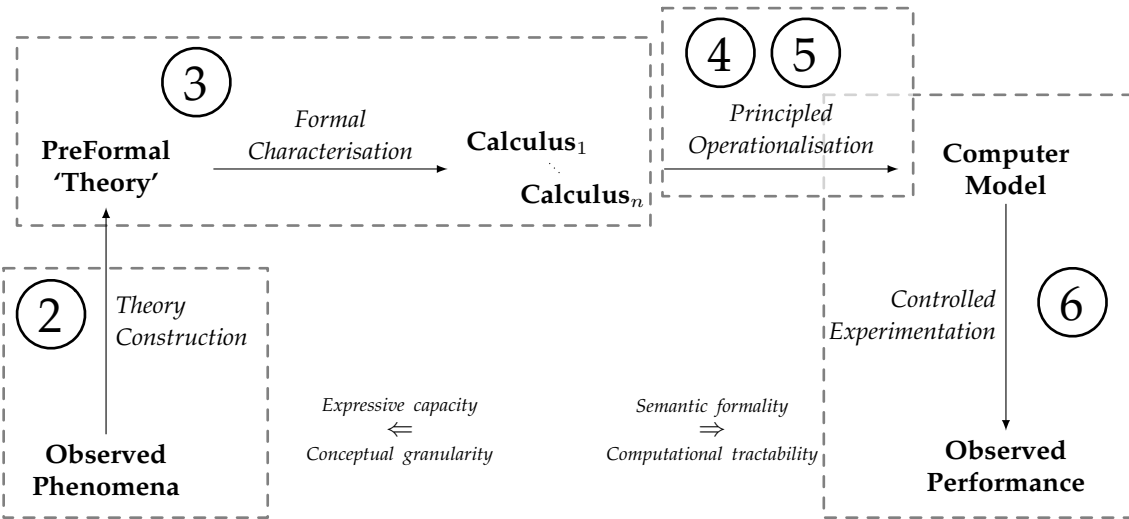 3
4 5
Formal
Characterisation
Principled
Operationalisation
PreFormal
'Theory'
Calculus1
Calculusn
Computer
Model
2
Theory
Construction
Controlled
Experimentation
6
Expressive capacity
⇐
Conceptual granularity
Semantic formality
⇒
Computational tractability
Observed
Phenomena
Observed
Performance